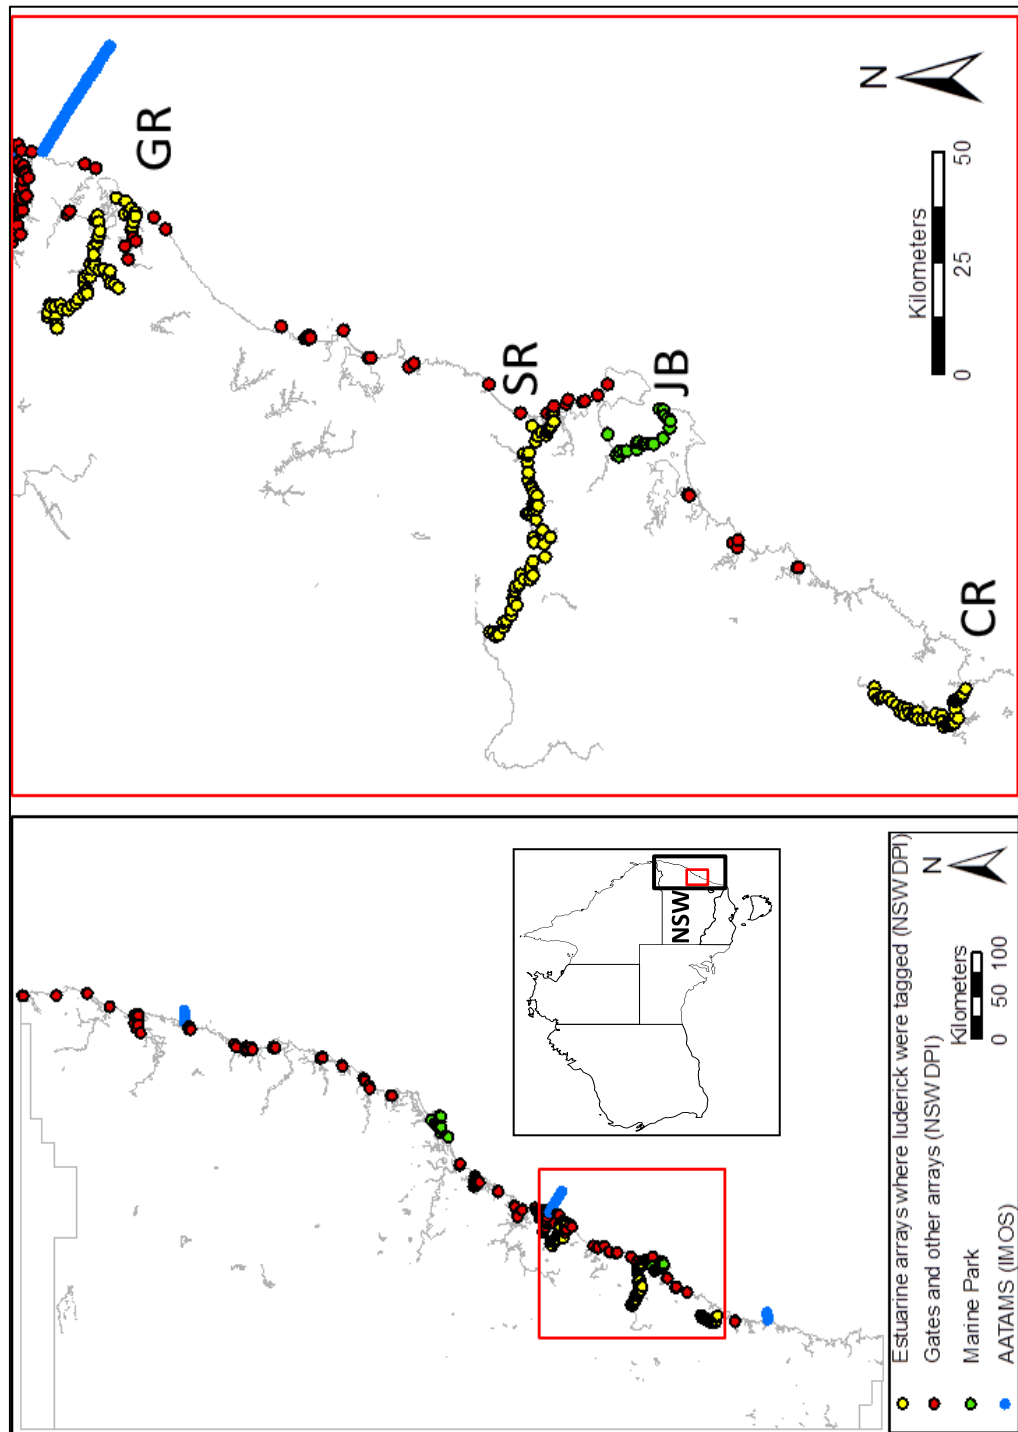 GR
SR
JB
CR
N
Kilometers
0 25 50
NSW
Estuarine arrays where luderick were tagged (NSW DPI)
Gates and other arrays (NSW DPI)
Marine Park
AATAMS (IMOS)
N
Kilometers
0 50 100